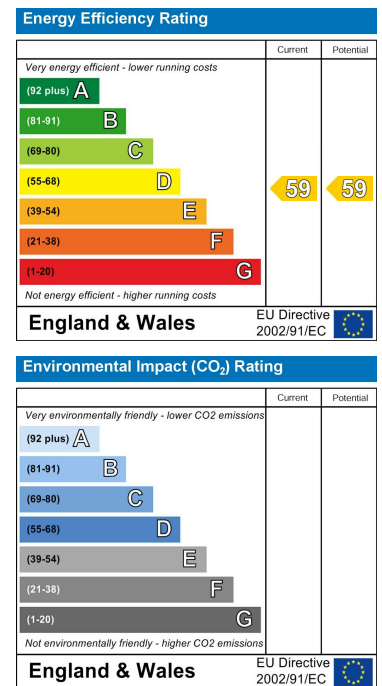 Energy Efficiency Rating
Current Potential
Very energy efficient - lower running costs
(92 plus) A
(81-91) B
(69-80) C
(55-68) D
59 59
(39-54) E
(21-38) F
(1-20) G
Not energy efficient - higher running costs
England & Wales
EU Directive
2002/91/EC
Environmental Impact (CO₂) Rating
Current Potential
Very environmentally friendly - lower CO2 emissions
(92 plus) A
(81-91) B
(69-80) C
(55-68) D
(39-54) E
(21-38) F
(1-20) G
Not environmentally friendly - higher CO2 emissions
England & Wales
EU Directive
2002/91/EC